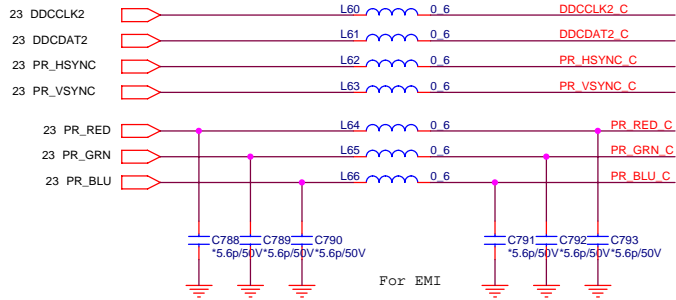 23 DDCCLK2 L60 0_6 DDCCLK2_C
23 DDCDAT2 L61 0_6 DDCDAT2_C
23 PR_HSYNC L62 0_6 PR_HSYNC_C
23 PR_VSYNC L63 0_6 PR_VSYNC_C
23 PR_RED L64 0_6 PR_RED_C
23 PR_GRN L65 0_6 PR_GRN_C
23 PR_BLU L66 0_6 PR_BLU_C
C788 C789 C790 C791 C792 C793
*5.6p/50V *5.6p/50V *5.6p/50V *5.6p/50V *5.6p/50V *5.6p/50V
For EMI